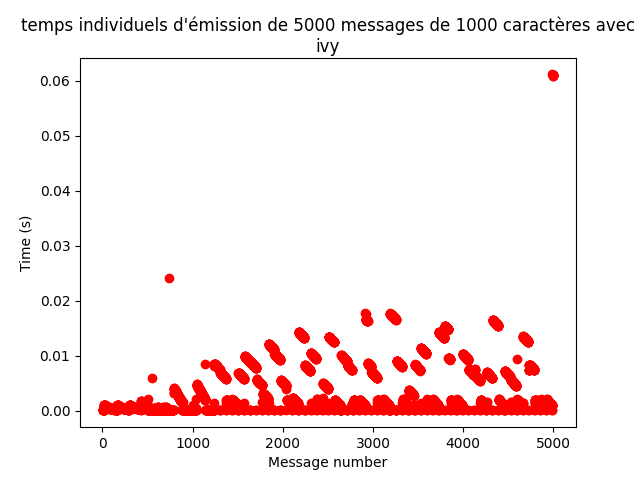 temps individuels d'émission de 5000 messages de 1000 caractères avec
ivy
0.06
0.05
0.04
0.03
0.02
0.01
0.00
Time (s)
0 1000 2000 3000 4000 5000
Message number